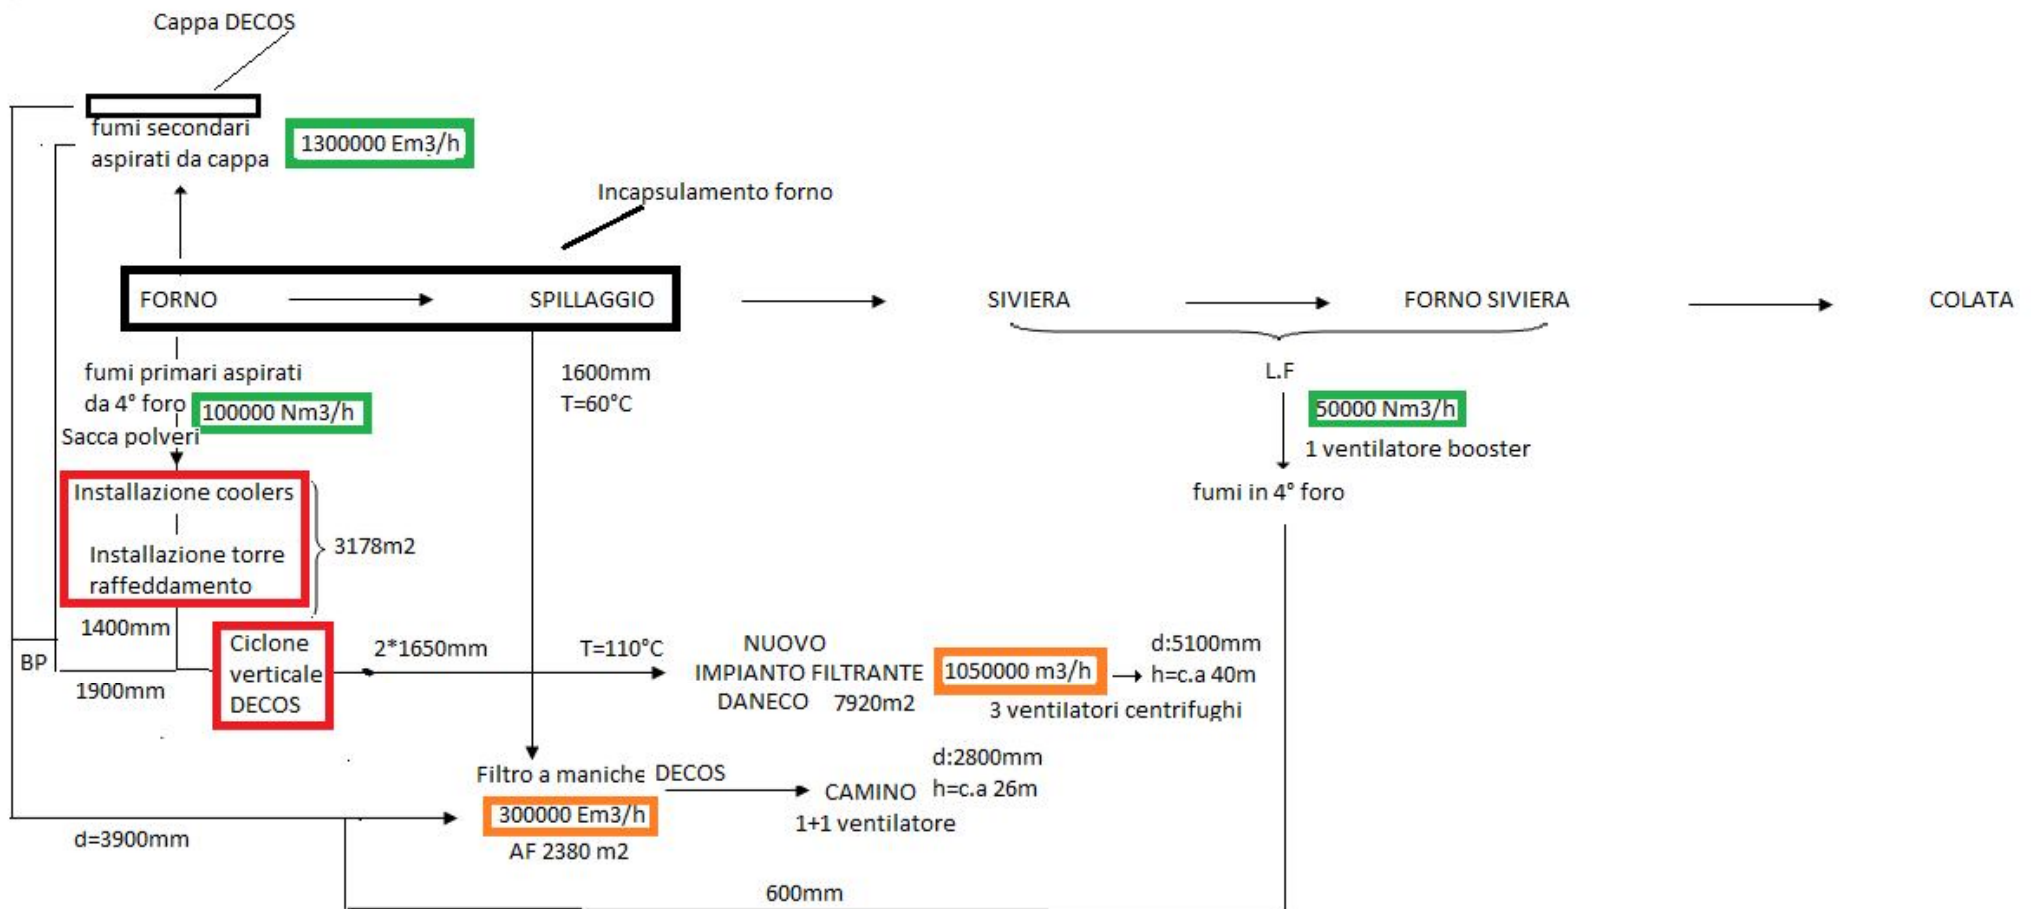 Cappa DECOS
fumi secondari
aspirati da cappa
1300000 Em3/h
Incapsulamento forno
FORNO
SPILLAGGIO
SIVIERA
FORNO SIVIERA
COLATA
fumi primari aspirati
da 4° foro
100000 Nm3/h
Sacca polveri
1600mm
T=60°C
L.F
50000 Nm3/h
1 ventilatore booster
fumi in 4° foro
Installazione coolers
Installazione torre
raffeddamento
3178m2
1400mm
BP
1900mm
Ciclone
verticale
DECOS
2*1650mm
T=110°C
NUOVO
IMPIANTO FILTRANTE
DANECO 7920m2
1050000 m3/h
3 ventilatori centrifughi
d:5100mm
h=c.a 40m
Filtro a maniche DECOS
300000 Em3/h
AF 2380 m2
CAMINO
1+1 ventilatore
d:2800mm
h=c.a 26m
d=3900mm
600mm